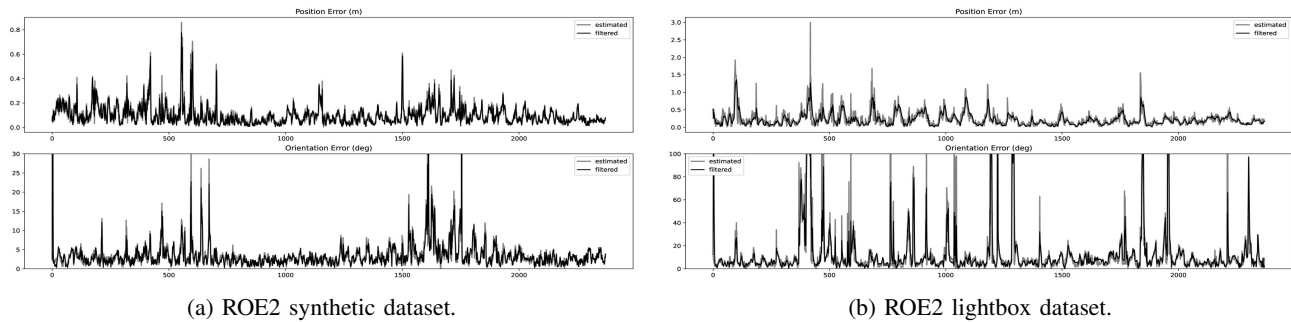 Position Error (m)
estimated
filtered
0.8
0.6
0.4
0.2
0.0
0 500 1000 1500 2000
Orientation Error (deg)
estimated
filtered
30
25
20
15
10
5
0
0 500 1000 1500 2000
(a) ROE2 synthetic dataset.
Position Error (m)
estimated
filtered
3.0
2.5
2.0
1.5
1.0
0.5
0.0
0 500 1000 1500 2000
Orientation Error (deg)
estimated
filtered
100
80
60
40
20
0
0 500 1000 1500 2000
(b) ROE2 lightbox dataset.